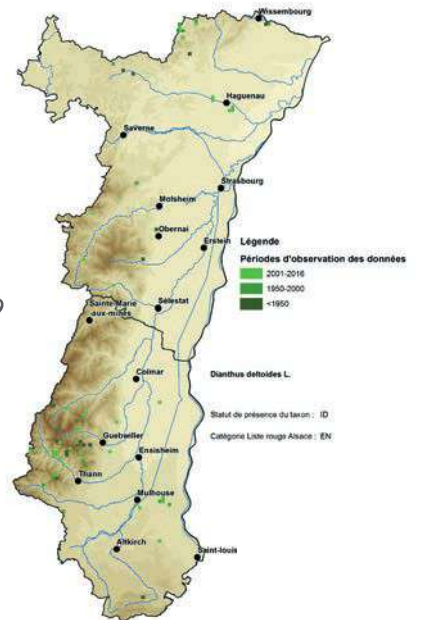 Wissembourg
Haguenau
Saverne
Strasbourg
Molsheim
Obernai
Erstein
Légende
Périodes d'observation des données
2001-2016
1950-2000
<1950
Sainte-Marie
-aux-mines
Sélestat
Colmar
Dianthus deltoides L.
Statut de présence du taxon : ID
Catégorie Liste rouge Alsace : EN
Guebwiller
Ensisheim
Thann
Mulhouse
Altkirch
Saint-louis